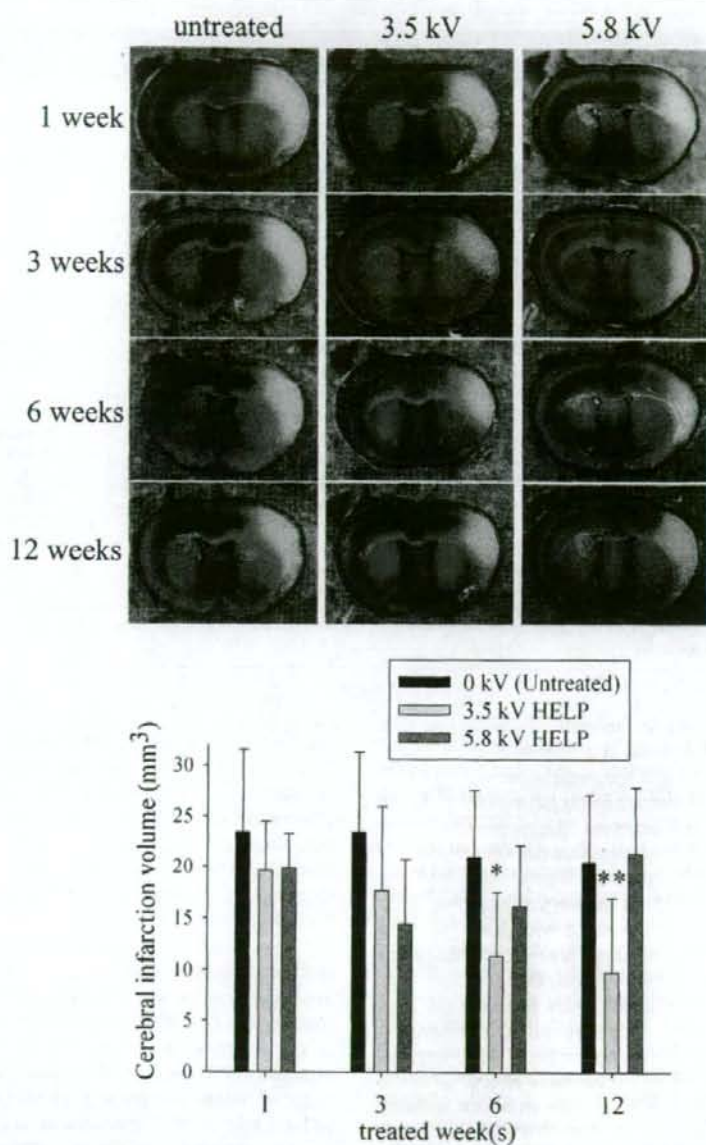 untreated 3.5 kV 5.8 kV
1 week
3 weeks
6 weeks
12 weeks
0 kV (Untreated)
3.5 kV HELP
5.8 kV HELP
Cerebral infarction volume (mm³)
30
25
20
15
10
5
0
*
**
1 3 6 12
treated week(s)